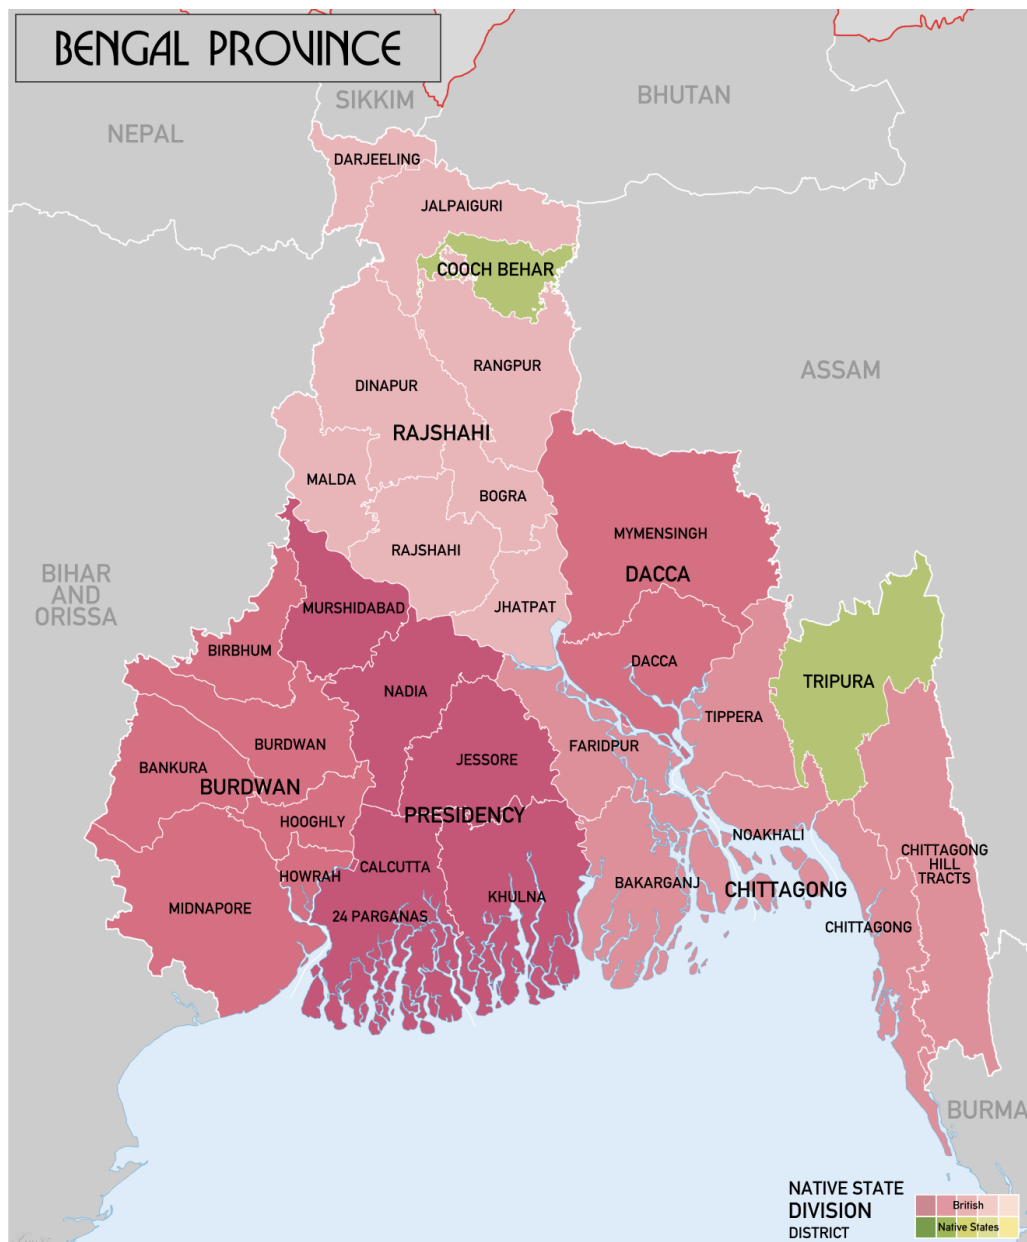 BENGAL PROVINCE
SIKKIM
BHUTAN
NEPAL
DARJEELING
JALPAIGURI
COOCH BEHAR
RANGPUR
ASSAM
DINAPUR
RAJSHAHI
MALDA
BOGRA
MYMENSINGH
RAJSHAHI
DACCA
BIHAR
AND
ORISSA
MURSHIDABAD
JHATPAT
BIRBHUM
DACCA
TRIPURA
NADIA
TIPPERA
BURDWAN
FARIDPUR
JESSORE
BANKURA
BURDWAN
PRESIDENCY
HOOGHLY
NOAKHALI
CHITTAGONG
HILL
TRACTS
CALCUTTA
HOWRAH
BAKARGANJ
CHITTAGONG
KHULNA
MIDNAPORE
24 PARGANAS
CHITTAGONG
BURMA
NATIVE STATE
DIVISION
DISTRICT
British
Native States